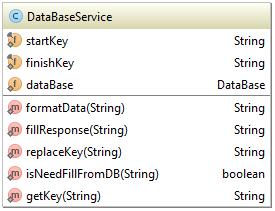 C DataBaseService
f startKey String
f finishKey String
f dataBase DataBase
m formatData(String) String
m fillResponse(String) String
m replaceKey(String) String
m isNeedFillFromDB(String) boolean
m getKey(String) String